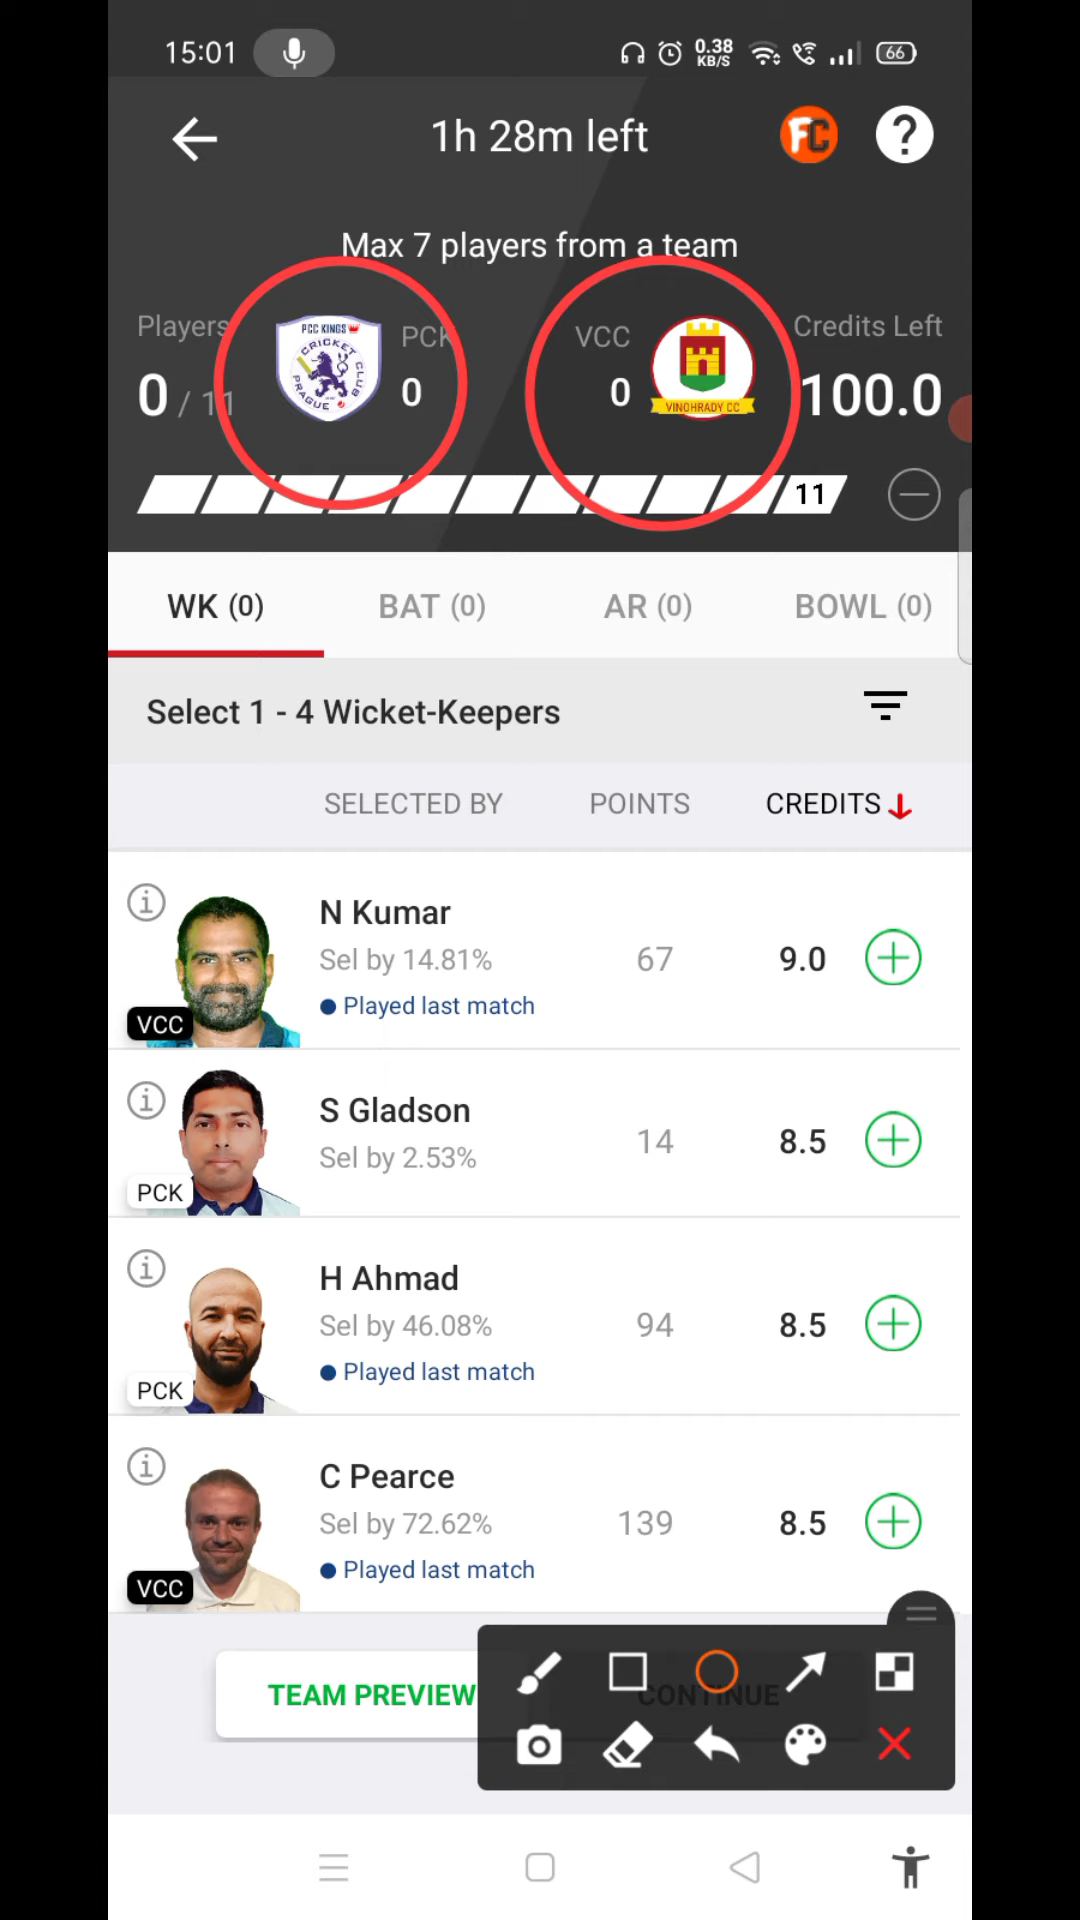 15:01
0.38
KB/S
66
1h 28m left
FC
?
Max 7 players from a team
Players
PCC KINGS
CRICKET CLUB
PRAGUE
PCK
VCC
VINOHRADY CC
Credits Left
0 / 11
0
0
100.0
11
WK (0)
BAT (0)
AR (0)
BOWL (0)
Select 1 - 4 Wicket-Keepers
SELECTED BY
POINTS
CREDITS
N Kumar
Sel by 14.81%
67
9.0
Played last match
VCC
S Gladson
Sel by 2.53%
14
8.5
PCK
H Ahmad
Sel by 46.08%
94
8.5
Played last match
PCK
C Pearce
Sel by 72.62%
139
8.5
Played last match
VCC
TEAM PREVIEW
CONTINUE